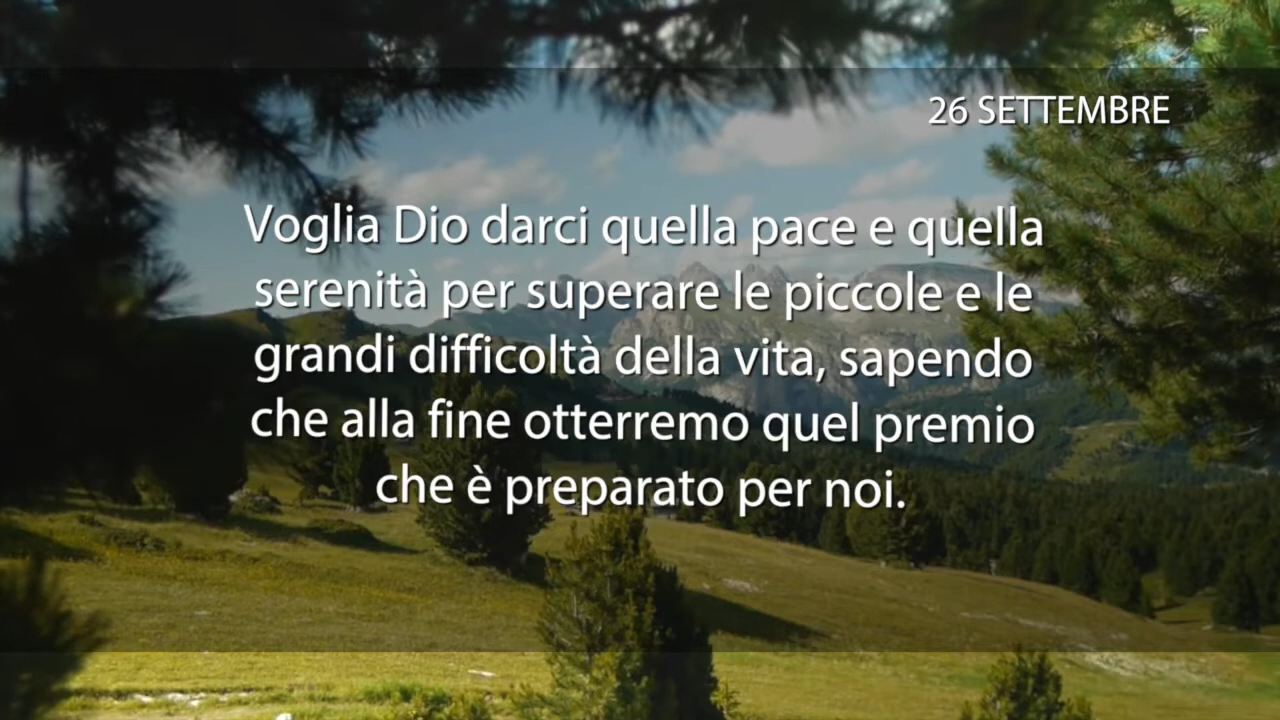 26 SETTEMBRE
Voglia Dio darci quella pace e quella
serenità per superare le piccole e le
grandi difficoltà della vita, sapendo
che alla fine otterremo quel premio
che è preparato per noi.